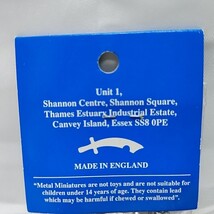 Unit 1,
Shannon Centre, Shannon Square,
Thames Estuary Industrial Estate,
Canvey Island, Essex SS8 0PE
MADE IN ENGLAND
"Metal Miniatures are not toys and are not suitable for
children under 14 years of age. They contain lead
which may be harmful if chewed or swallowed".